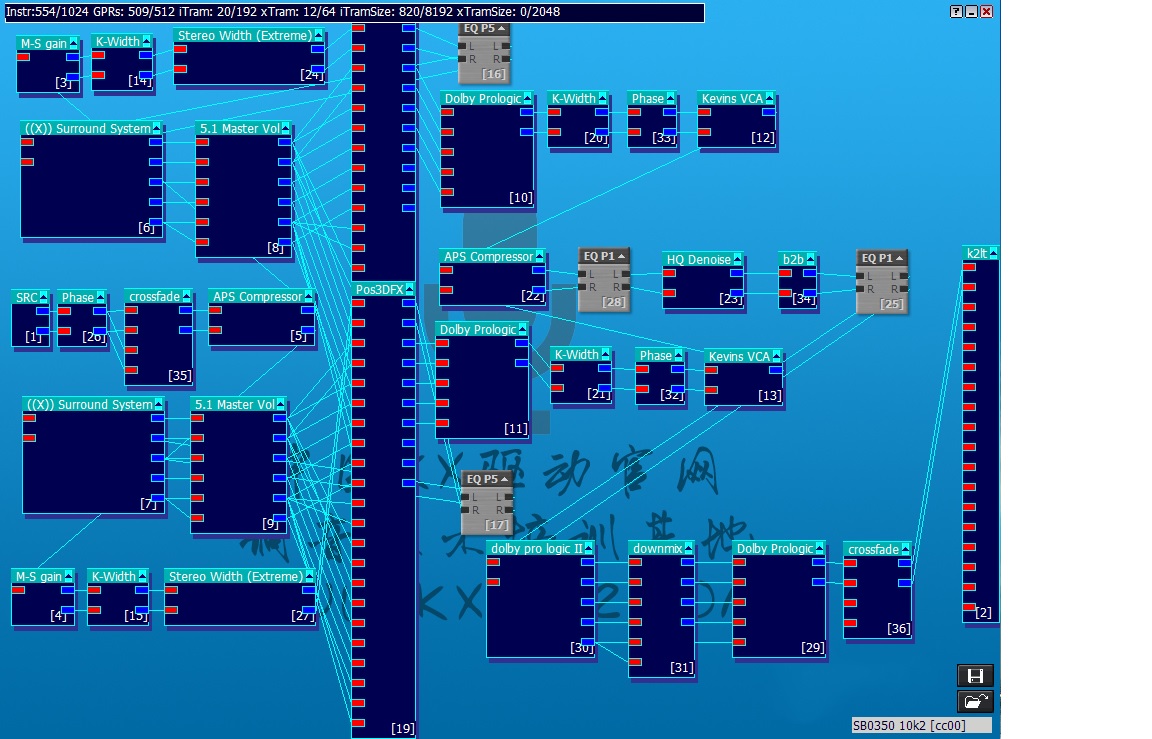 Instr:554/1024 GPRs: 509/512 iTram: 20/192 xTram: 12/64 iTramSize: 820/8192 xTramSize: 0/2048
M-S gain
[3]
K-Width
[14]
Stereo Width (Extreme)
[24]
EQ P5
L L
R R
[16]
((X)) Surround System
[6]
5.1 Master Vol
[8]
Dolby Prologic
[10]
K-Width
[20]
Phase
[33]
Kevins VCA
[12]
Pos3DFX
[19]
APS Compressor
[22]
EQ P1
L L
R R
[28]
HQ Denoise
[23]
b2b
[34]
EQ P1
L L
R R
[25]
k2lt
[2]
SRC
[1]
Phase
[26]
crossfade
[35]
APS Compressor
[5]
Dolby Prologic
[11]
K-Width
[21]
Phase
[32]
Kevins VCA
[13]
((X)) Surround System
[7]
5.1 Master Vol
[9]
EQ P5
L L
R R
[17]
驱动官网
M-S gain
[4]
K-Width
[15]
Stereo Width (Extreme)
[27]
dolby pro logic II
[30]
downmix
[31]
Dolby Prologic
[29]
crossfade
[36]
SB0350 10k2 [cc00]